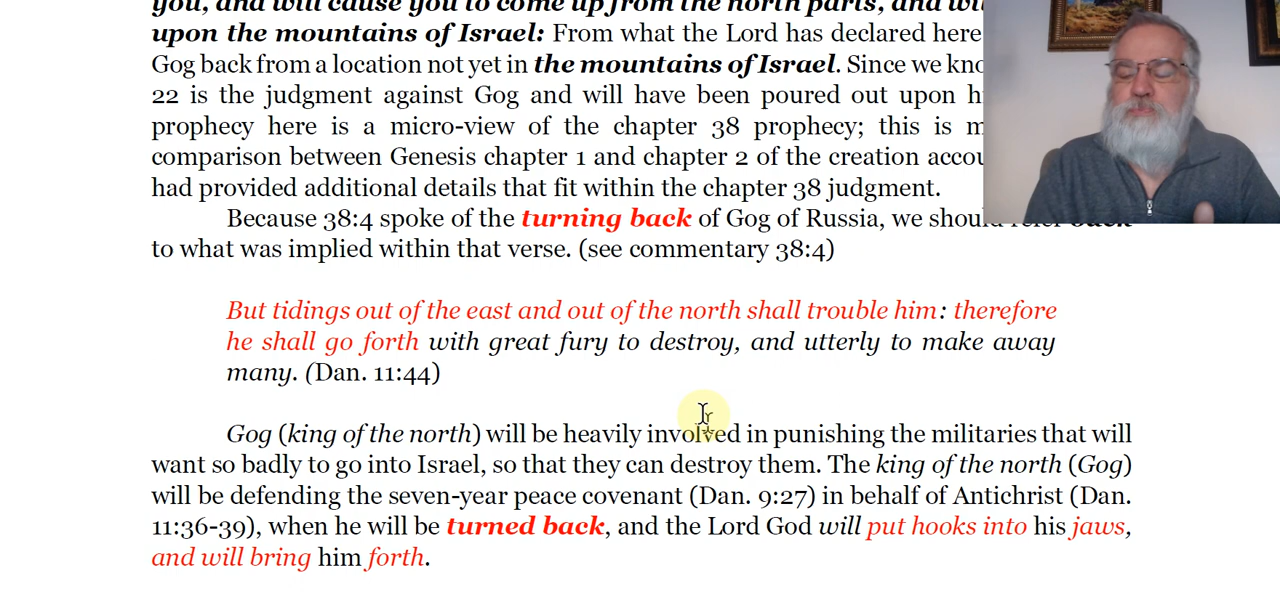 you, and will cause you to come up from the north parts, and
upon the mountains of Israel: From what the Lord has declared here
Gog back from a location not yet in the mountains of Israel. Since we
22 is the judgment against Gog and will have been poured out upon
prophecy here is a micro-view of the chapter 38 prophecy; this is
comparison between Genesis chapter 1 and chapter 2 of the creation
had provided additional details that fit within the chapter 38 judgment.
Because 38:4 spoke of the turning back of Gog of Russia, we should refer back
to what was implied within that verse. (see commentary 38:4)
But tidings out of the east and out of the north shall trouble him: therefore
he shall go forth with great fury to destroy, and utterly to make away
many. (Dan. 11:44)
Gog (king of the north) will be heavily involved in punishing the militaries that will
want so badly to go into Israel, so that they can destroy them. The king of the north (Gog)
will be defending the seven-year peace covenant (Dan. 9:27) in behalf of Antichrist (Dan.
11:36-39), when he will be turned back, and the Lord God will put hooks into his jaws,
and will bring him forth.